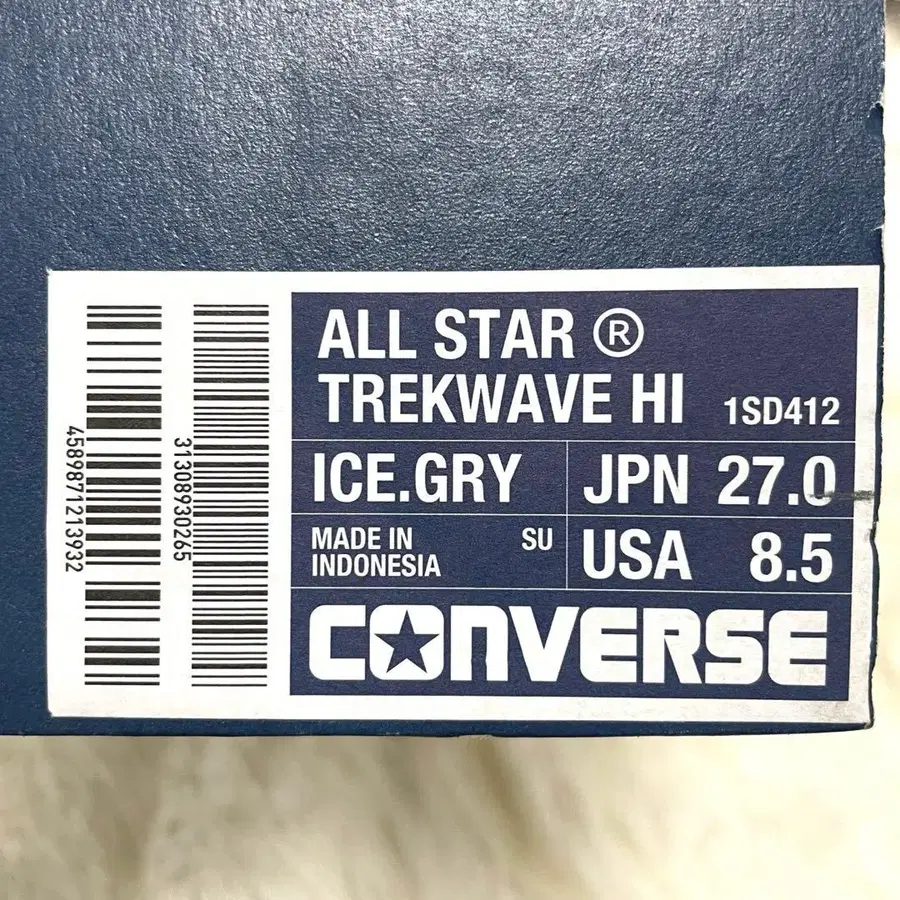 4589871213932
31308930265
ALL STAR ®
TREKWAVE HI 1SD412
ICE.GRY
JPN 27.0
MADE IN
INDONESIA
SU
USA 8.5
CONVERSE